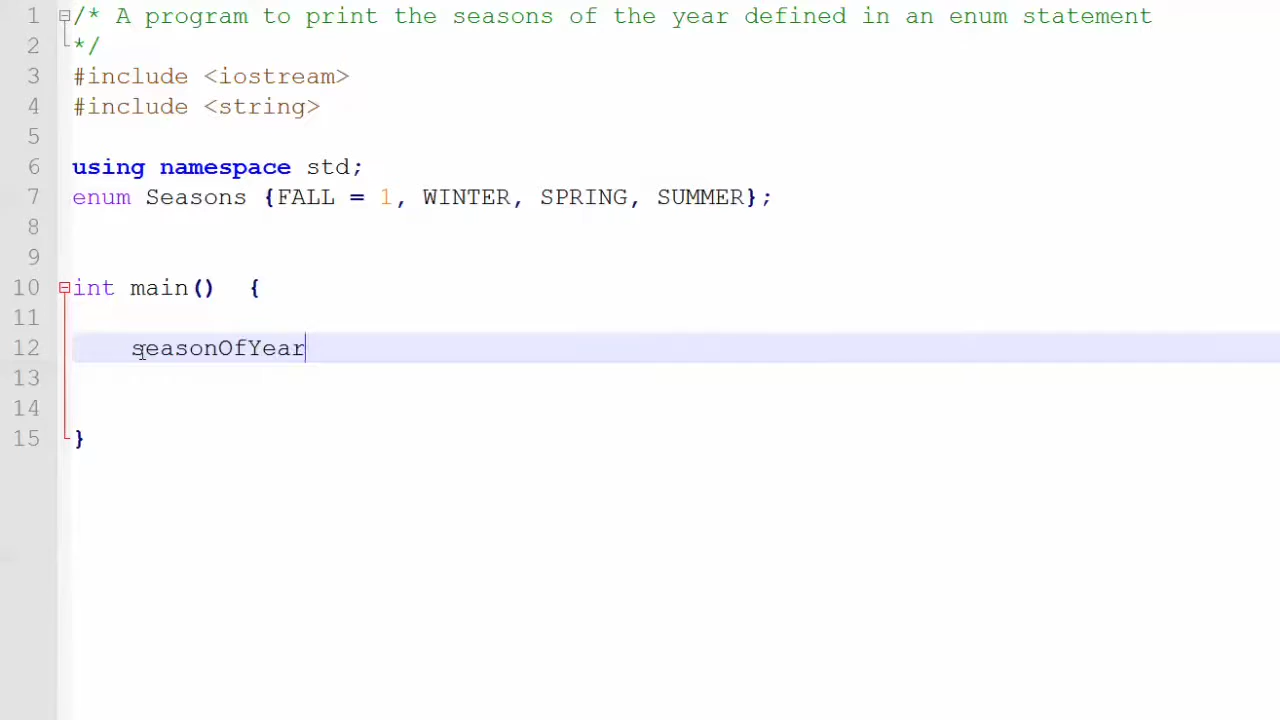 1 /* A program to print the seasons of the year defined in an enum statement
2 */
3 #include <iostream>
4 #include <string>
5
6 using namespace std;
7 enum Seasons {FALL = 1, WINTER, SPRING, SUMMER};
8
9
10 int main()  {
11
12     seasonOfYear
13
14
15 }